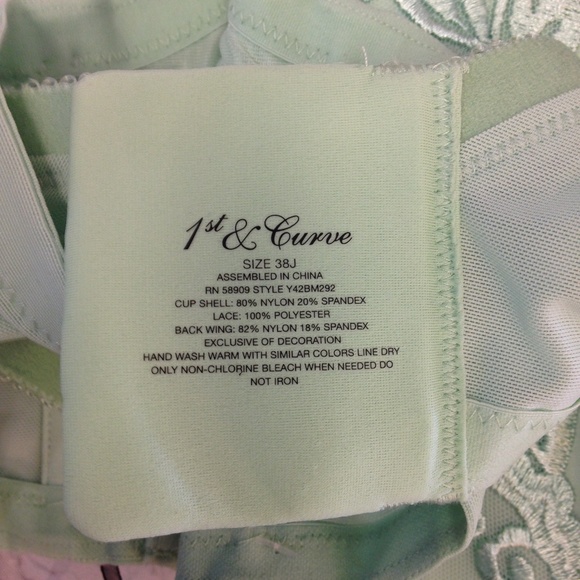 1st & Curve
SIZE 38J
ASSEMBLED IN CHINA
RN 58909 STYLE Y42BM292
CUP SHELL: 80% NYLON 20% SPANDEX
LACE: 100% POLYESTER
BACK WING: 82% NYLON 18% SPANDEX
EXCLUSIVE OF DECORATION
HAND WASH WARM WITH SIMILAR COLORS LINE DRY
ONLY NON-CHLORINE BLEACH WHEN NEEDED DO
NOT IRON